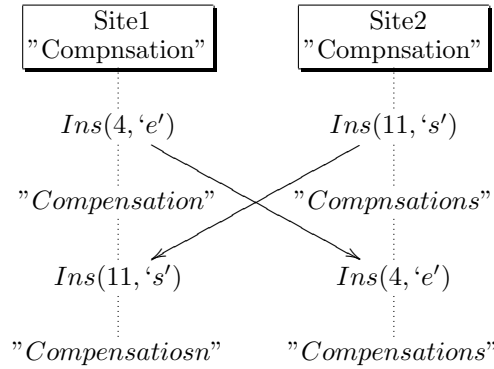 Site1
"Compnsation"
Site2
"Compnsation"
Ins(4, ‘e′)
Ins(11, ‘s′)
"Compensation"
"Compnsations"
Ins(11, ‘s′)
Ins(4, ‘e′)
"Compensatiosn"
"Compensations"